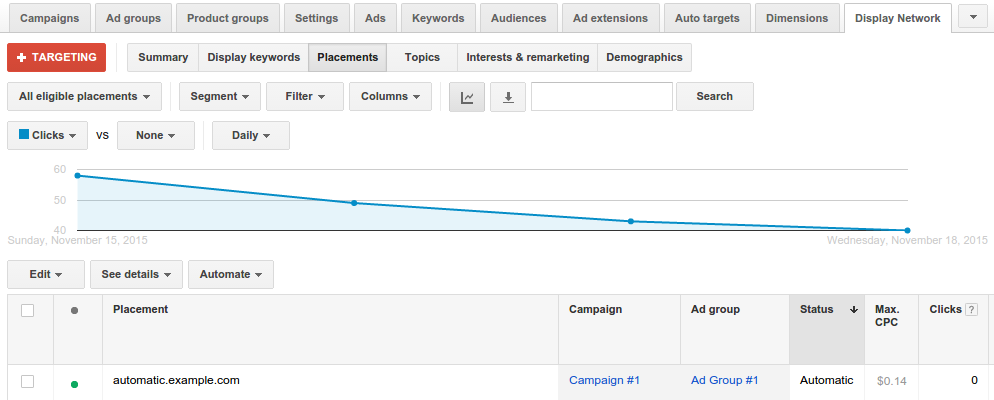 Campaigns Ad groups Product groups Settings Ads Keywords Audiences Ad extensions Auto targets Dimensions Display Network
+ TARGETING Summary Display keywords Placements Topics Interests & remarketing Demographics
All eligible placements Segment Filter Columns Search
Clicks vs None Daily
60
50
40
Sunday, November 15, 2015 Wednesday, November 18, 2015
Edit See details Automate
Placement Campaign Ad group Status Max. CPC Clicks ?
automatic.example.com Campaign #1 Ad Group #1 Automatic $0.14 0